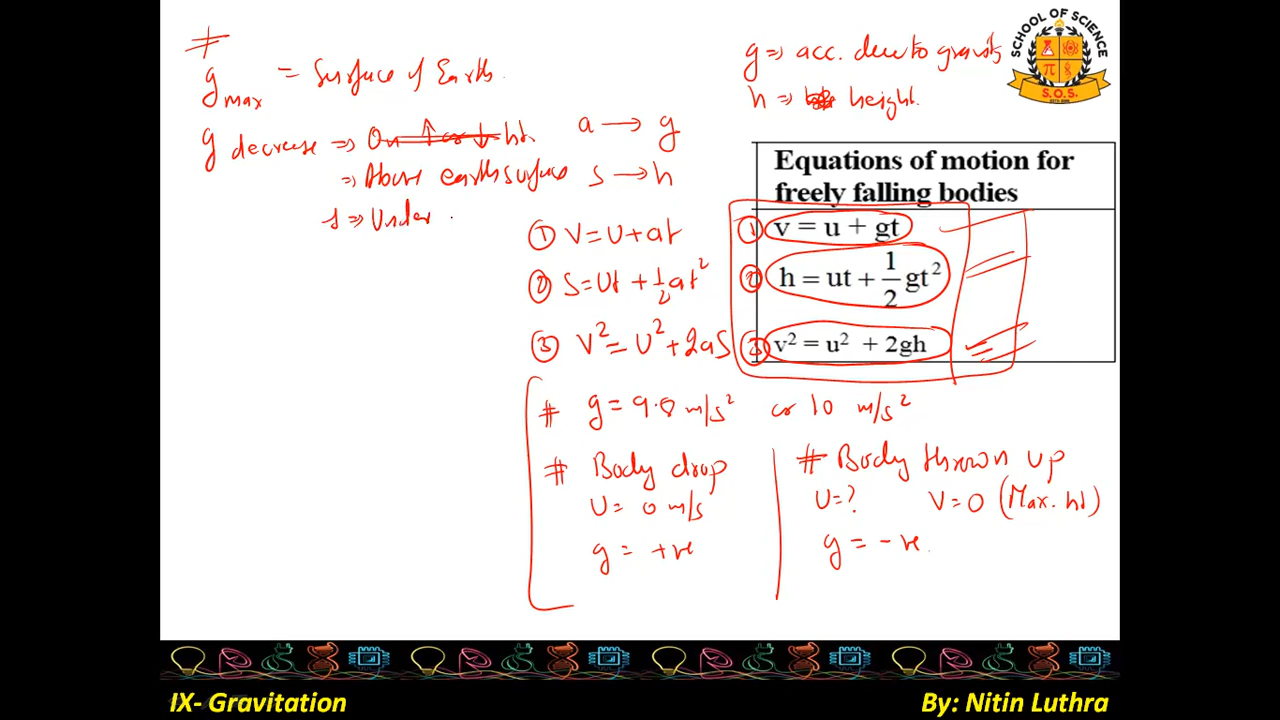 #
g max = Surface of Earth.
g decrease => On ↑ or ↓ ht.
=> Above earth surface
=> Under
g => acc. due to gravity
h => height.
SCHOOL OF SCIENCE
S.O.S.
a → g
s → h
① V = U + at
② S = Ut + 1/2 at²
③ V² = U² + 2aS
Equations of motion for
freely falling bodies
① v = u + gt
② h = ut + 1/2 gt²
③ v² = u² + 2gh
# g = 9.8 m/s² or 10 m/s²
# Body drop
U = 0 m/s
g = +ve
# Body thrown up
U = ? V = 0 (Max. ht)
g = -ve.
IX- Gravitation
By: Nitin Luthra